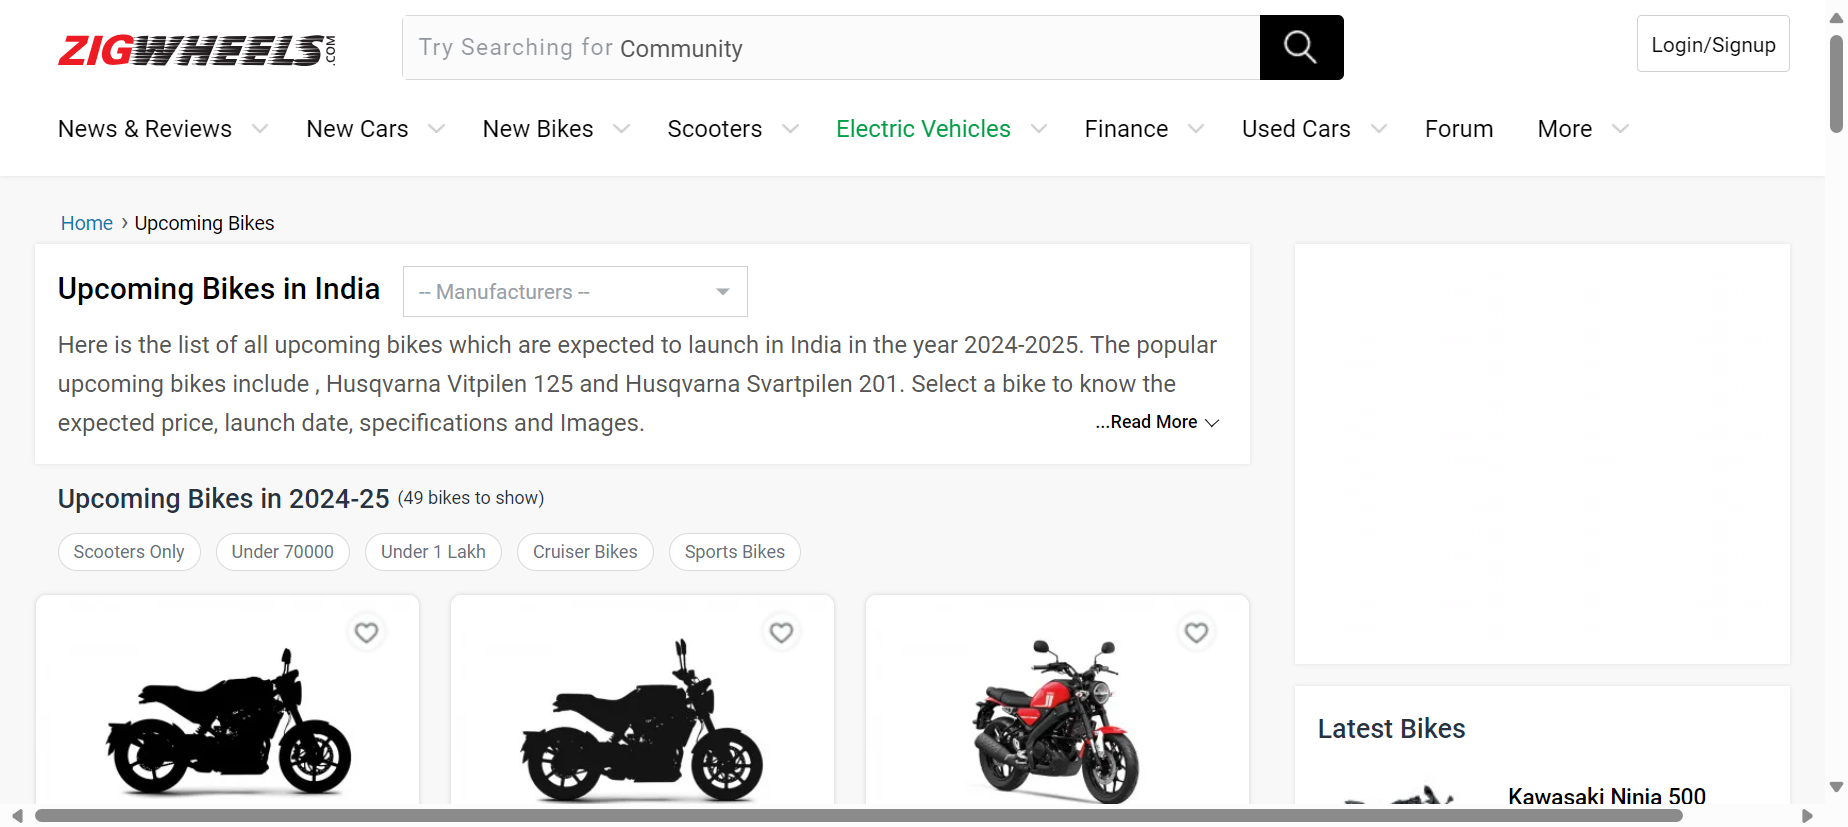 ZIGWHEELS.COM
Try Searching for Community
Login/Signup
News & Reviews New Cars New Bikes Scooters Electric Vehicles Finance Used Cars Forum More
Home › Upcoming Bikes
Upcoming Bikes in India -- Manufacturers --
Here is the list of all upcoming bikes which are expected to launch in India in the year 2024-2025. The popular
upcoming bikes include , Husqvarna Vitpilen 125 and Husqvarna Svartpilen 201. Select a bike to know the
expected price, launch date, specifications and Images. ...Read More
Upcoming Bikes in 2024-25 (49 bikes to show)
Scooters Only Under 70000 Under 1 Lakh Cruiser Bikes Sports Bikes
Latest Bikes
Kawasaki Ninja 500